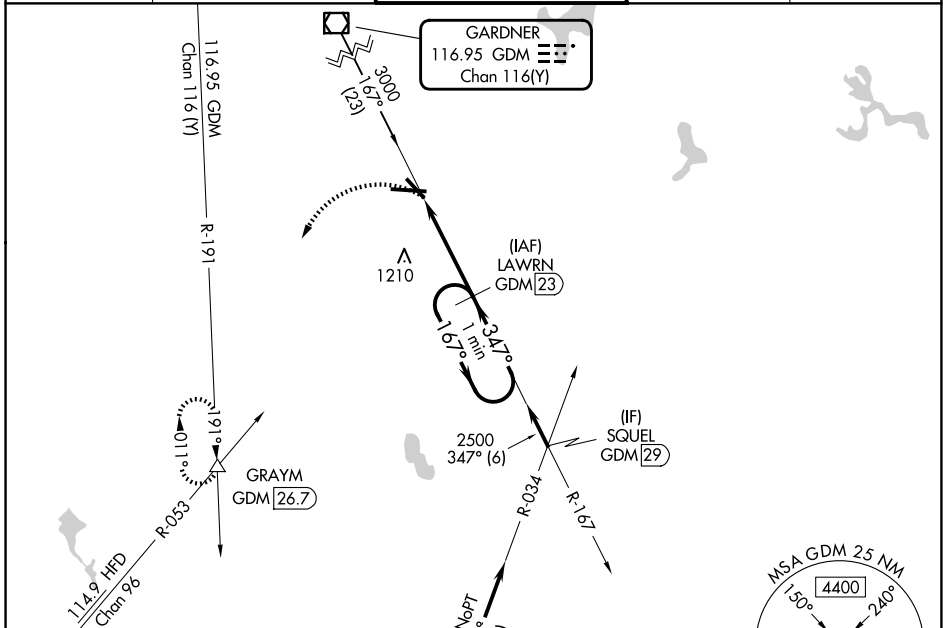 GARDNER
116.95 GDM
Chan 116(Y)
116.95 GDM
Chan 116 (Y)
3000
167°
(23)
R-191
1210
(IAF)
LAWRN
GDM 23
1 min
347°
167°
(IF)
SQUEL
GDM 29
2500
347° (6)
191°
011°
GRAYM
GDM 26.7
R-053
R-034
R-167
114.9 HFD
Chan 96
NoPT
MSA GDM 25 NM
4400
150°
240°